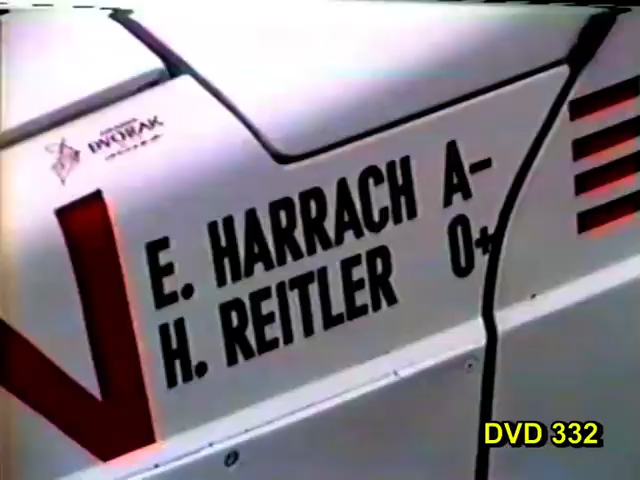 DVORAK
E. HARRACH A-
H. REITLER 0+
DVD 332